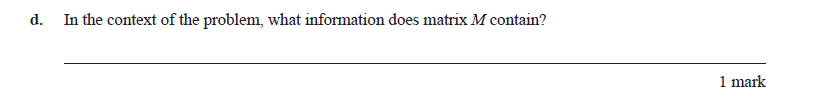 d. In the context of the problem, what information does matrix M contain?
1 mark